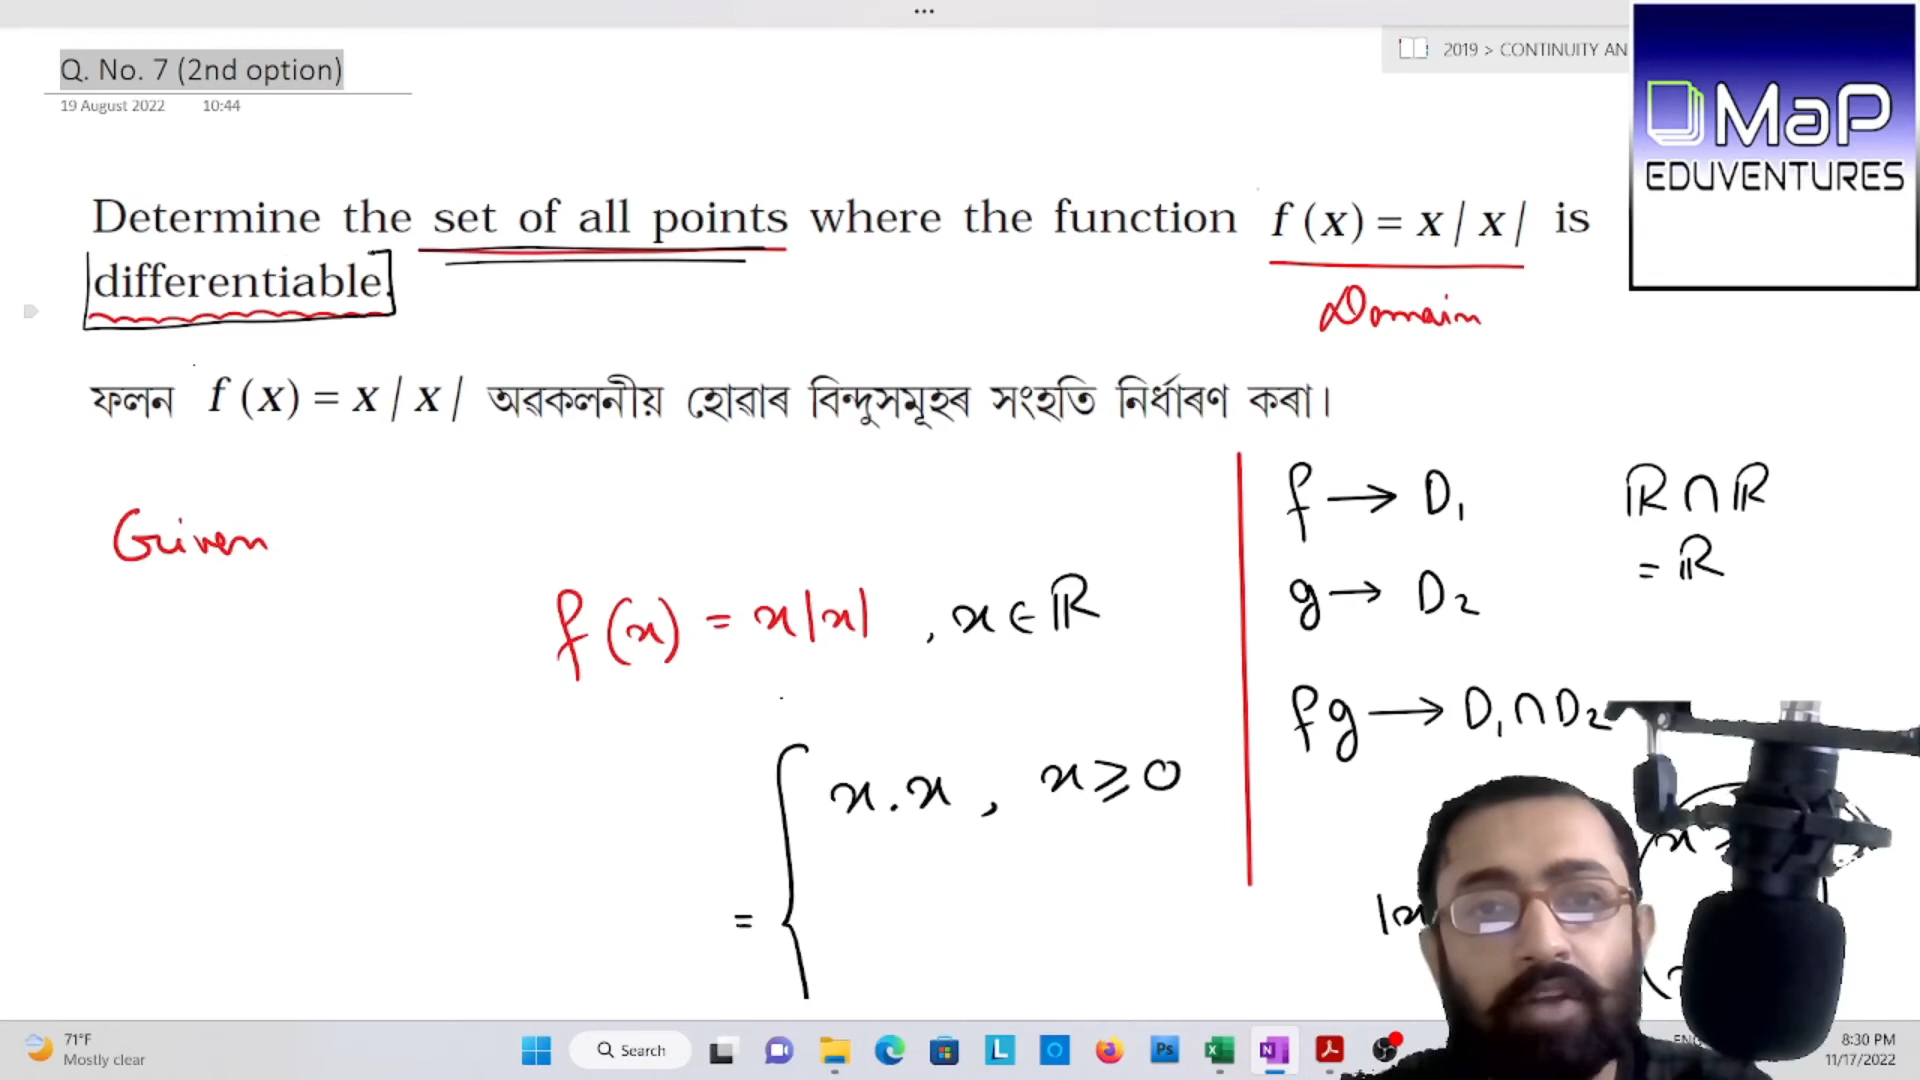 ...
Q. No. 7 (2nd option)
19 August 2022 10:44
2019 > CONTINUITY AN
MaP
EDUVENTURES
Determine the set of all points where the function f (x) = x | x | is
differentiable.
Domain
ফলন f (x) = x | x | অৱকলনীয় হোৱাৰ বিন্দুসমূহৰ সংহতি নিৰ্ধাৰণ কৰা।
Given
f(x) = x|x| , x ∈ ℝ
= { x.x , x ≥ 0
f → D₁
g → D₂
fg → D₁ ∩ D₂
ℝ ∩ ℝ
= ℝ
71°F
Mostly clear
Search
Ps
8:30 PM
11/17/2022